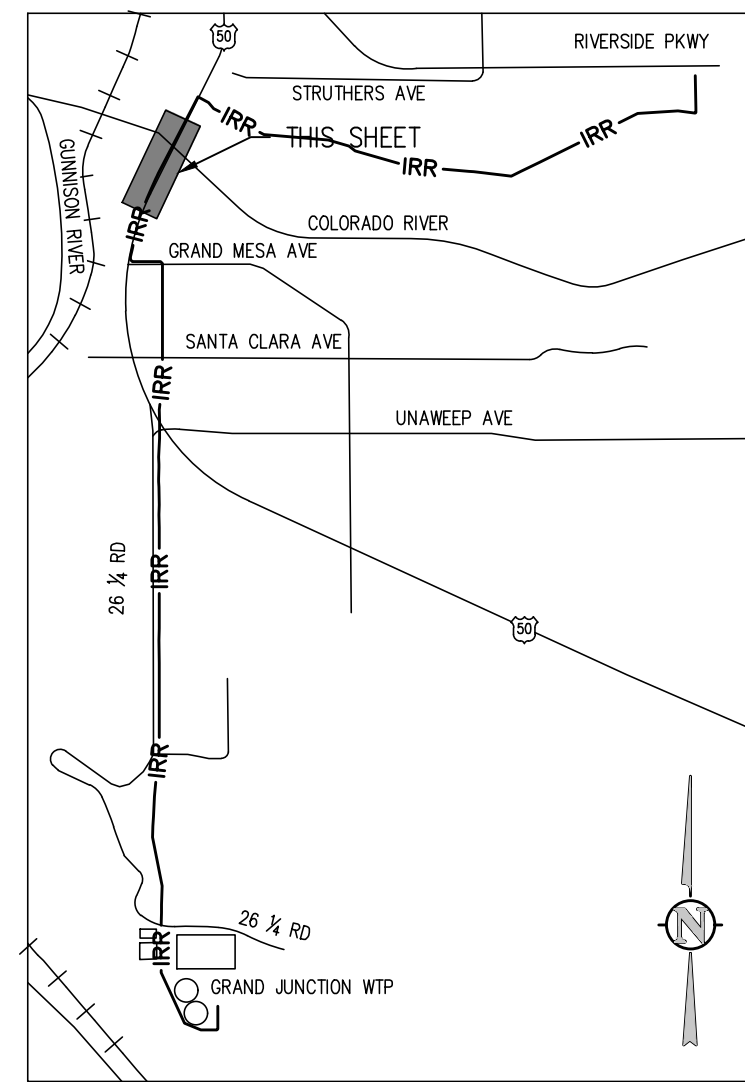 50
RIVERSIDE PKWY
STRUTHERS AVE
IRR
THIS SHEET
IRR
IRR
GUNNISON RIVER
IRR
COLORADO RIVER
GRAND MESA AVE
SANTA CLARA AVE
IRR
UNAWEEP AVE
26 ¼ RD
IRR
50
IRR
26 ¼ RD
N
IRR
GRAND JUNCTION WTP